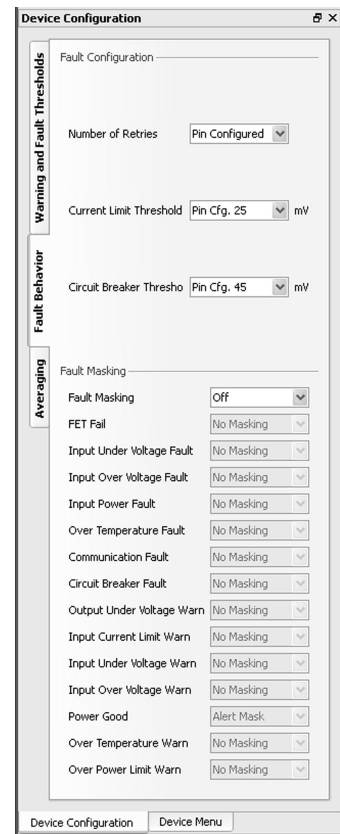 Device Configuration
Warning and Fault Thresholds
Fault Behavior
Averaging
Fault Configuration
Number of Retries Pin Configured
Current Limit Threshold Pin Cfg. 25 mV
Circuit Breaker Thresho Pin Cfg. 45 mV
Fault Masking
Fault Masking Off
FET Fail No Masking
Input Under Voltage Fault No Masking
Input Over Voltage Fault No Masking
Input Power Fault No Masking
Over Temperature Fault No Masking
Communication Fault No Masking
Circuit Breaker Fault No Masking
Output Under Voltage Warn No Masking
Input Current Limit Warn No Masking
Input Under Voltage Warn No Masking
Input Over Voltage Warn No Masking
Power Good Alert Mask
Over Temperature Warn No Masking
Over Power Limit Warn No Masking
Device Configuration Device Menu